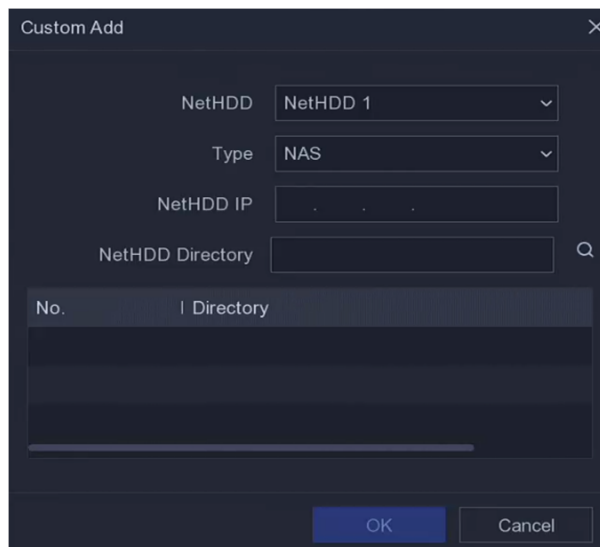 Custom Add
NetHDD NetHDD 1
Type NAS
NetHDD IP . . .
NetHDD Directory
No. Directory
OK Cancel